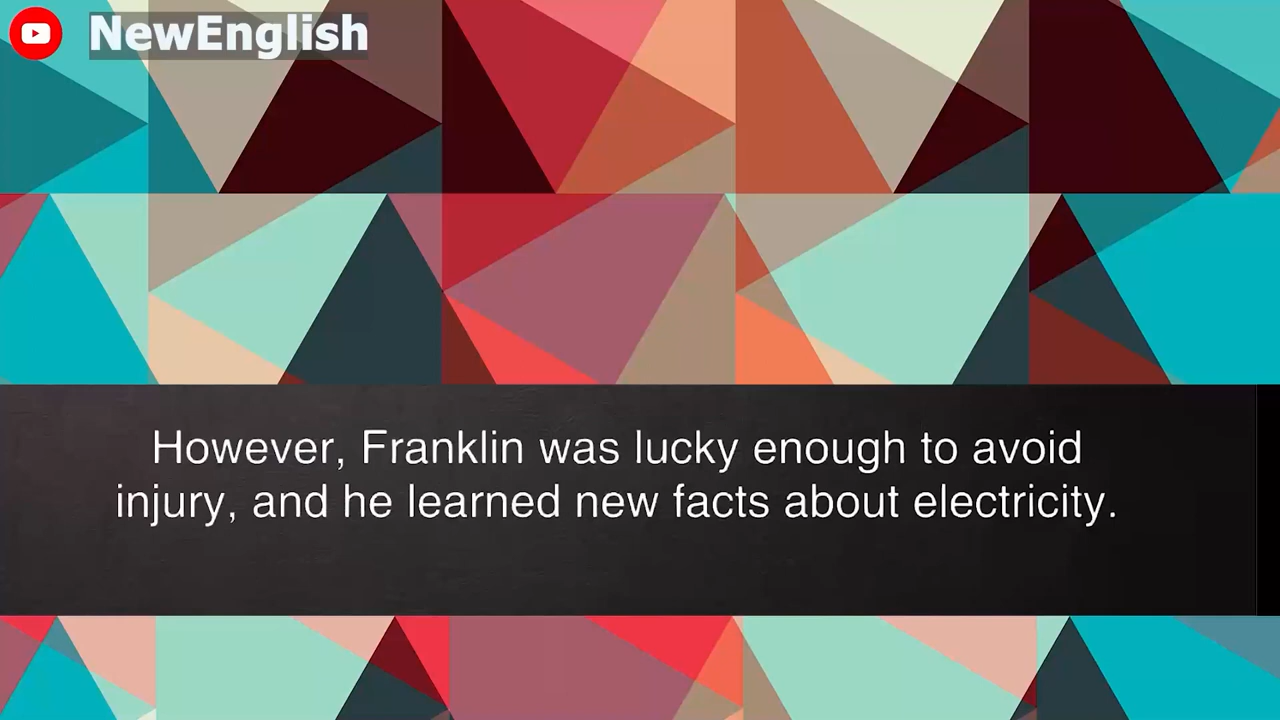 NewEnglish
However, Franklin was lucky enough to avoid
injury, and he learned new facts about electricity.